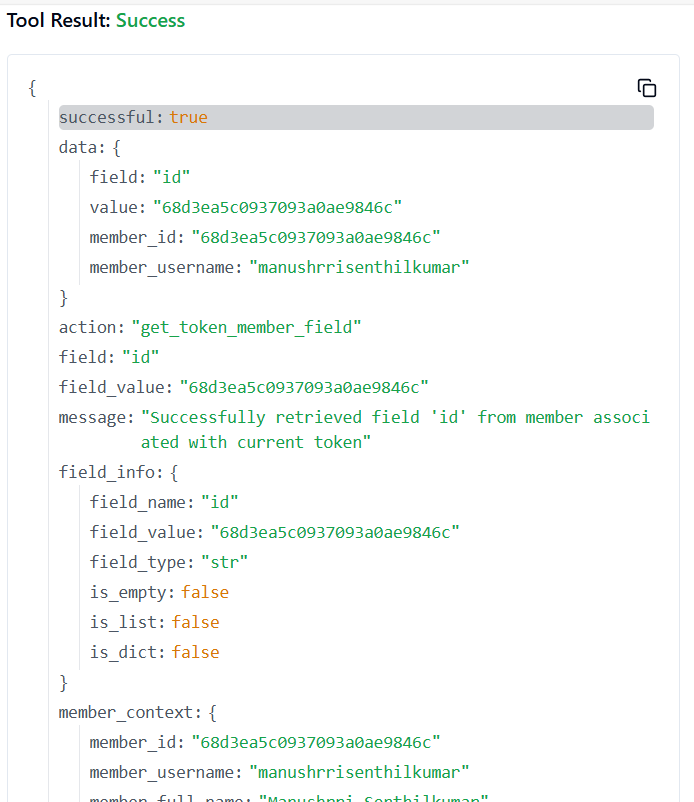 Tool Result: Success
{
successful: true
data: {
field: "id"
value: "68d3ea5c0937093a0ae9846c"
member_id: "68d3ea5c0937093a0ae9846c"
member_username: "manushrrisenthilkumar"
}
action: "get_token_member_field"
field: "id"
field_value: "68d3ea5c0937093a0ae9846c"
message: "Successfully retrieved field 'id' from member associ
ated with current token"
field_info: {
field_name: "id"
field_value: "68d3ea5c0937093a0ae9846c"
field_type: "str"
is_empty: false
is_list: false
is_dict: false
}
member_context: {
member_id: "68d3ea5c0937093a0ae9846c"
member_username: "manushrrisenthilkumar"
member_full_name: "Manushrri Senthilkumar"